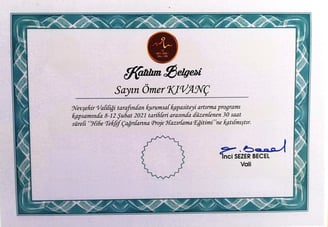 Katılım Belgesi
Sayın Ömer KIVANÇ
Nevşehir Valiliği tarafından kurumsal kapasiteyi artırma programı
kapsamında 8-12 Şubat 2021 tarihleri arasında düzenlenen 30 saat
süreli "Hibe Teklif Çağrılarına Proje Hazırlama Eğitimi"ne katılmıştır.
İnci SEZER BECEL
Vali